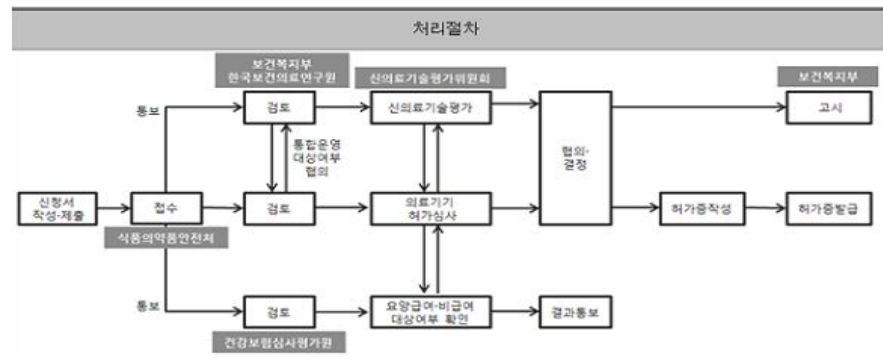 처리절차
보건복지부
한국보건의료연구원
신의료기술평가위원회
보건복지부
통보
검토
신의료기술평가
고시
통합운영
대상여부
협의
협의·
결정
신청서
작성·제출
접수
검토
의료기기
허가심사
허가증작성
허가증발급
식품의약품안전처
통보
검토
요양급여·비급여
대상여부 확인
결과통보
건강보험심사평가원